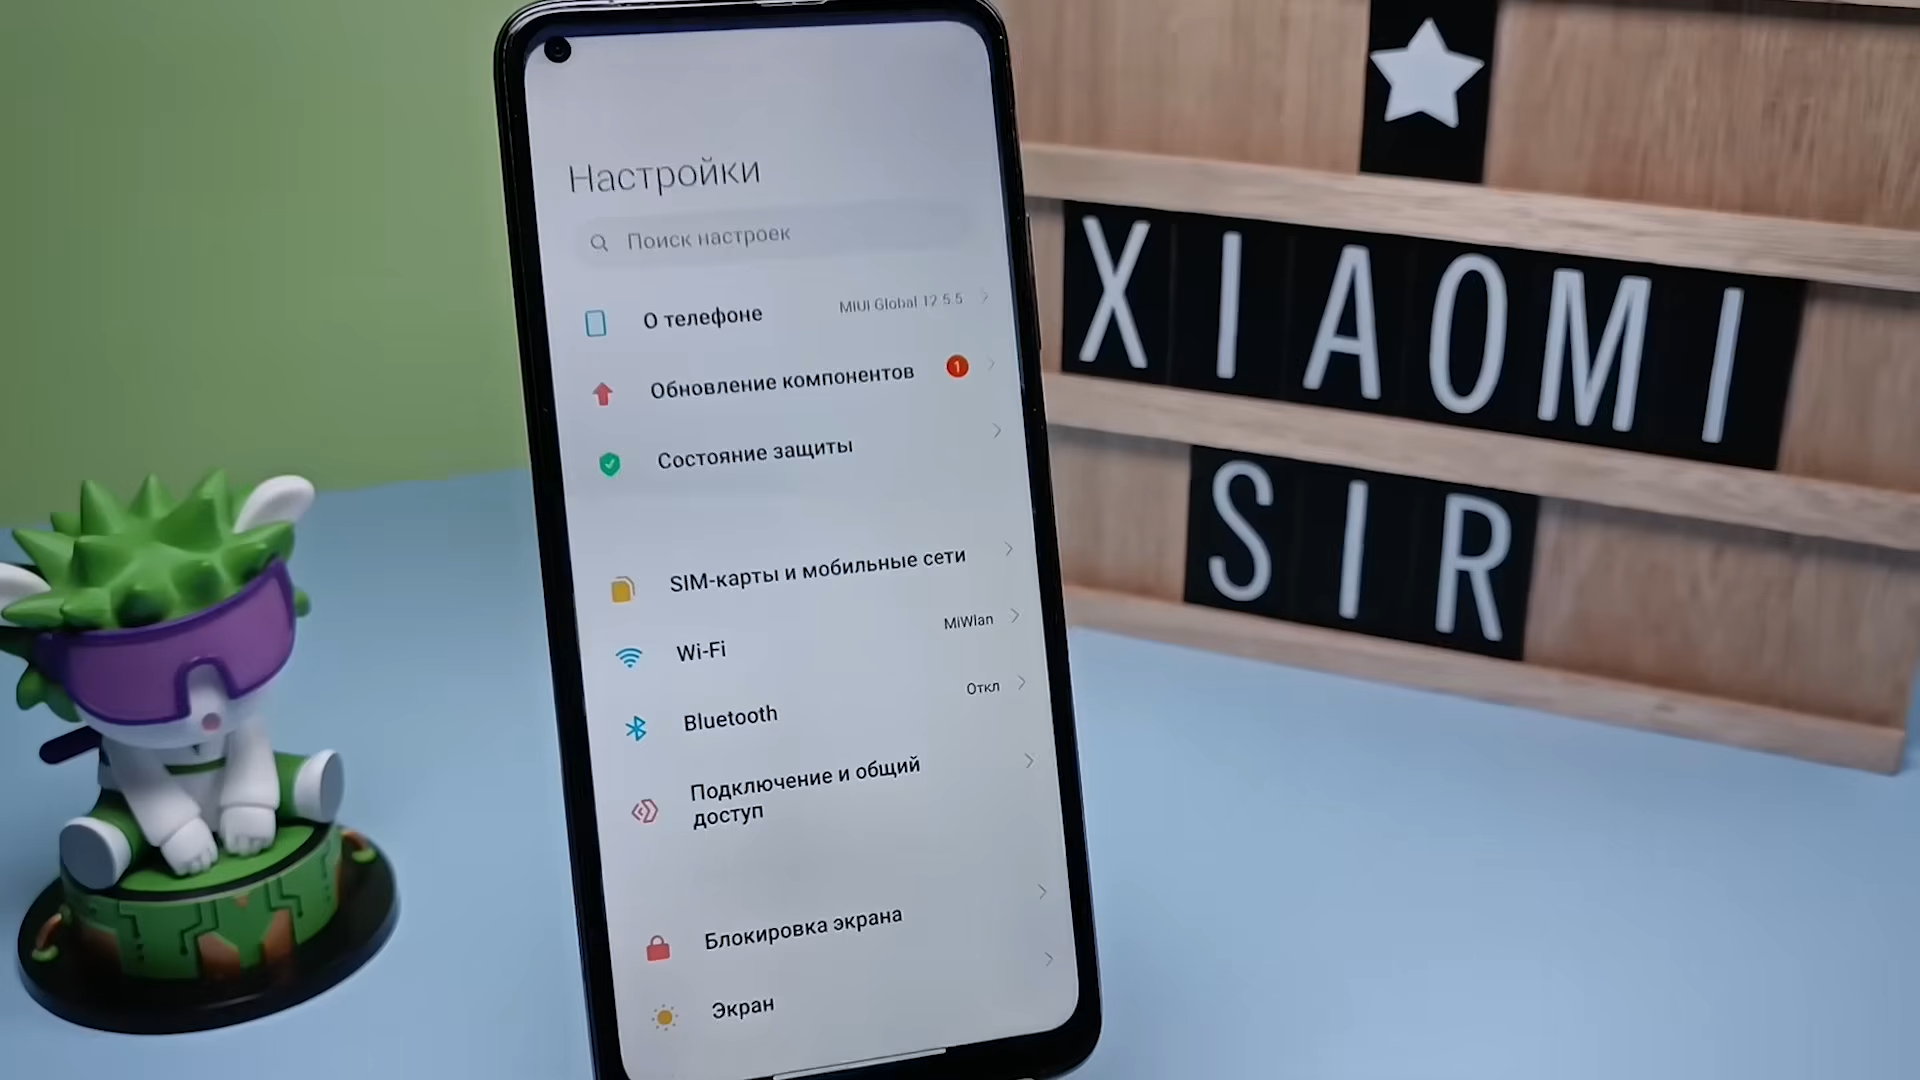 Настройки
Поиск настроек
О телефоне
MIUI Global 12.5.5
Обновление компонентов
1
Состояние защиты
SIM-карты и мобильные сети
Wi-Fi
MiWlan
Bluetooth
Откл
Подключение и общий
доступ
Блокировка экрана
Экран
XIAOMI
SIR